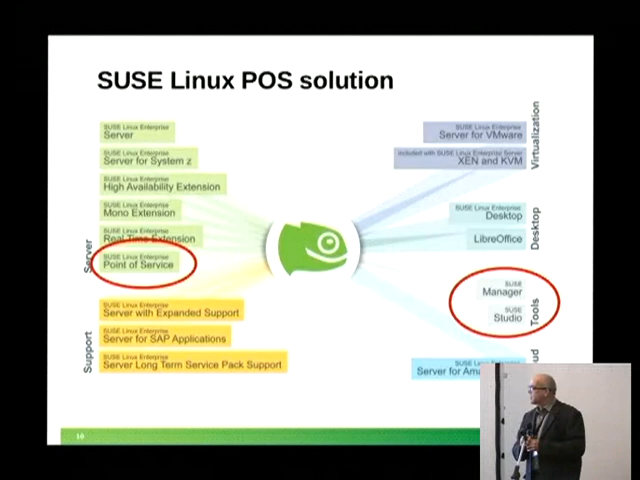 SUSE Linux POS solution
SUSE Linux Enterprise
Server
SUSE Linux Enterprise
Server for System z
SUSE Linux Enterprise
High Availability Extension
SUSE Linux Enterprise
Mono Extension
SUSE Linux Enterprise
Real Time Extension
SUSE Linux Enterprise
Point of Service
Server
SUSE Linux Enterprise
Server with Expanded Support
SUSE Linux Enterprise
Server for SAP Applications
SUSE Linux Enterprise
Server Long Term Service Pack Support
Support
SUSE Linux Enterprise
Server for VMware
included with SUSE Linux Enterprise Server
XEN and KVM
Virtualization
SUSE Linux Enterprise
Desktop
LibreOffice
Desktop
SUSE
Manager
SUSE
Studio
Tools
SUSE Linux
Server for
16